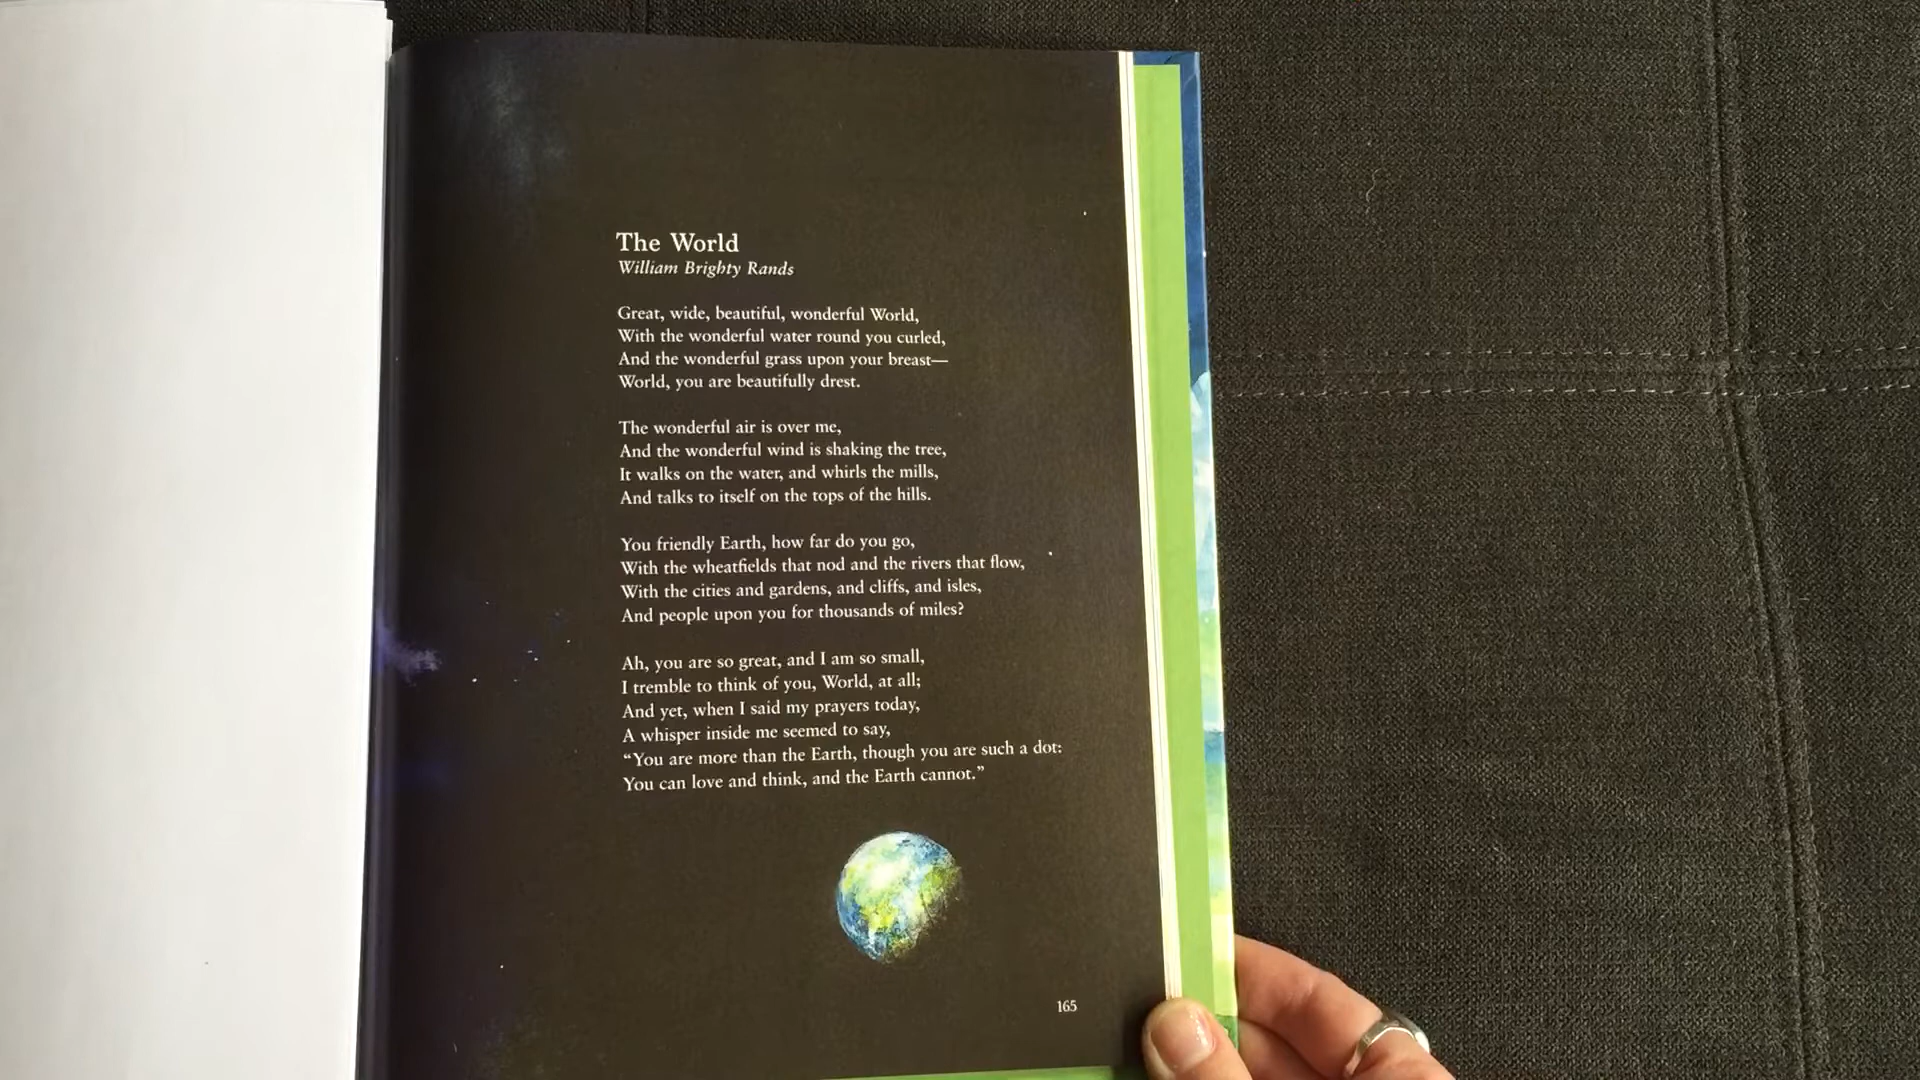 The World
William Brighty Rands
Great, wide, beautiful, wonderful World,
With the wonderful water round you curled,
And the wonderful grass upon your breast—
World, you are beautifully drest.
The wonderful air is over me,
And the wonderful wind is shaking the tree,
It walks on the water, and whirls the mills,
And talks to itself on the tops of the hills.
You friendly Earth, how far do you go,
With the wheatfields that nod and the rivers that flow,
With the cities and gardens, and cliffs, and isles,
And people upon you for thousands of miles?
Ah, you are so great, and I am so small,
I tremble to think of you, World, at all;
And yet, when I said my prayers today,
A whisper inside me seemed to say,
“You are more than the Earth, though you are such a dot:
You can love and think, and the Earth cannot.”
165